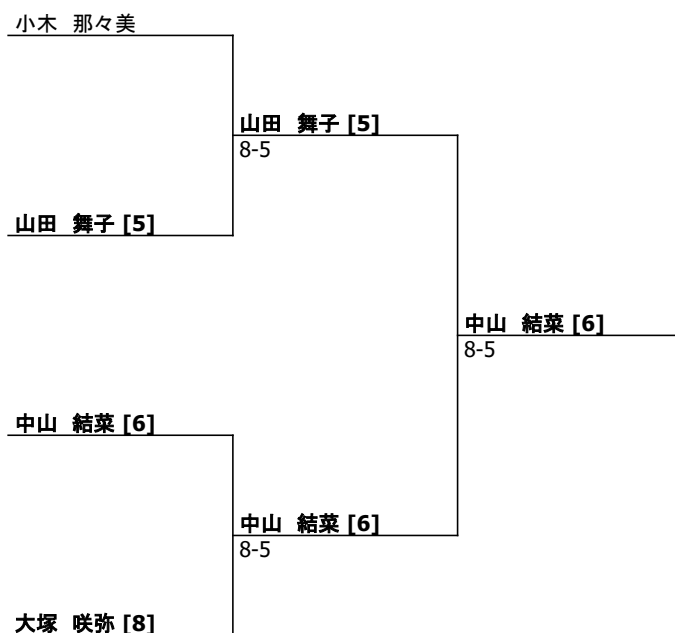 小木 那々美
山田 舞子 [5]
8-5
山田 舞子 [5]
中山 結菜 [6]
8-5
中山 結菜 [6]
中山 結菜 [6]
8-5
大塚 咲弥 [8]